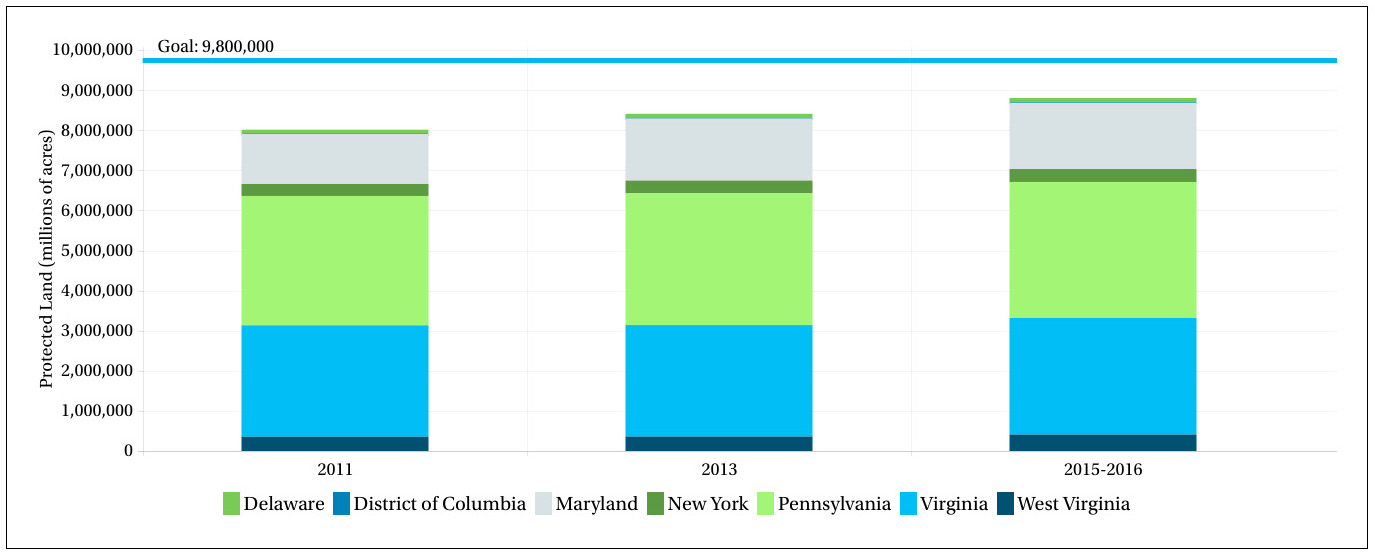 Goal: 9,800,000
Protected Land (millions of acres)
10,000,000
9,000,000
8,000,000
7,000,000
6,000,000
5,000,000
4,000,000
3,000,000
2,000,000
1,000,000
0
2011 2013 2015-2016
Delaware District of Columbia Maryland New York Pennsylvania Virginia West Virginia